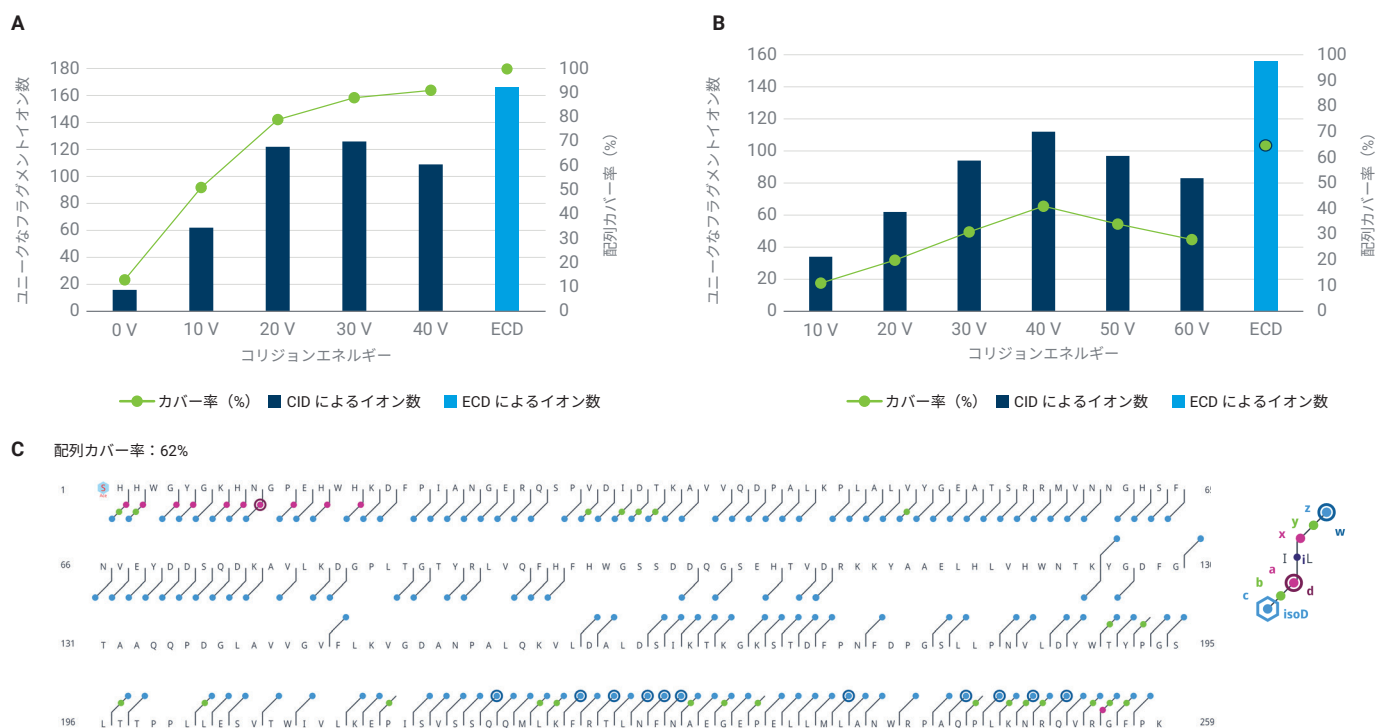 A
B
ユニークなフラグメントイオン数
180
160
140
120
100
80
60
40
20
0
100
90
80
70
60
50
40
30
20
10
0
配列カバー率（%）
0 V 10 V 20 V 30 V 40 V ECD
コリジョンエネルギー
カバー率（%） CID によるイオン数 ECD によるイオン数
ユニークなフラグメントイオン数
160
140
120
100
80
60
40
20
0
100
90
80
70
60
50
40
30
20
10
0
配列カバー率（%）
10 V 20 V 30 V 40 V 50 V 60 V ECD
コリジョンエネルギー
カバー率（%） CID によるイオン数 ECD によるイオン数
C 配列カバー率：62%
1 S H H W G Y G K H N G P E H W H K D F P I A N G E R Q S P V D I D T K A V V Q D P A L K P L A L V Y G E A T S R R M V N N G H S F
66 N V E Y D D S Q D K A V L K D G P L T G T Y R L V Q F H F H W G S S D D Q G S E H T V D R K K Y A A E L H L V H W N T K Y G D F G 13
131 T A A Q Q P D G L A V V G V F L K V G D A N P A L Q K V L D A L D S I K T K G K S T D F P N F D P G S L L P N V L D Y W T Y P G S 195
196 L T T P P L L E S V T W I V L K E P I S V S S Q Q M L K F R T L N F N A E G E P E L L M L A N W R P A Q P L K N R Q V R G F P K 259
z
y
x
w
I iL
a
b
c
d
isoD